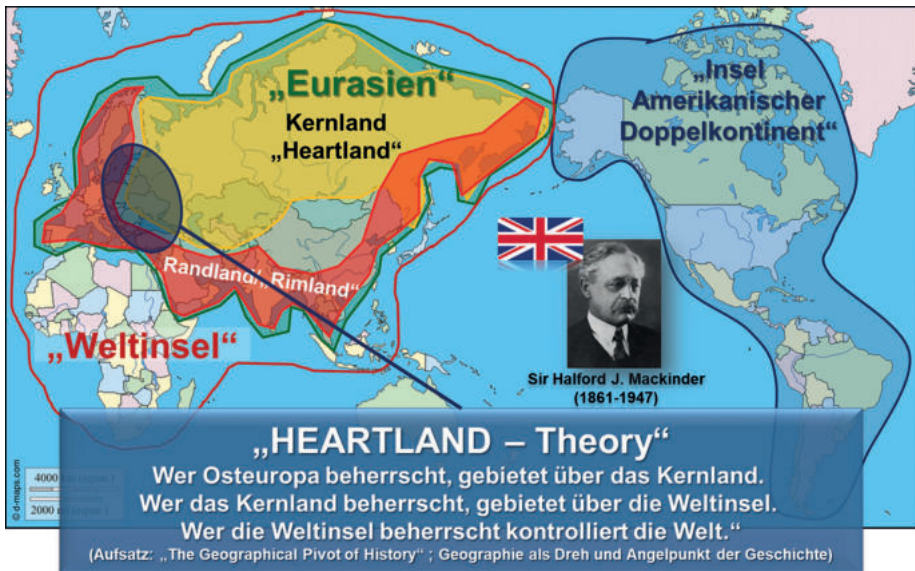 „Eurasien“
Kernland
„Heartland“
„Insel
Amerikanischer
Doppelkontinent“
Randland/„Rimland“
„Weltinsel“
Sir Halford J. Mackinder
(1861-1947)
„HEARTLAND – Theory“
Wer Osteuropa beherrscht, gebietet über das Kernland.
Wer das Kernland beherrscht, gebietet über die Weltinsel.
Wer die Weltinsel beherrscht kontrolliert die Welt.“
(Aufsatz: „The Geographical Pivot of History“ ; Geographie als Dreh und Angelpunkt der Geschichte)
© d-maps.com
4000
2000